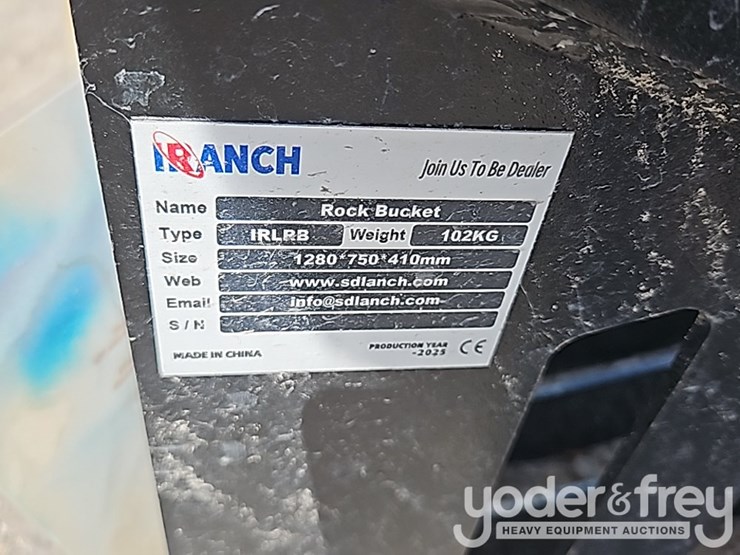 IRANCH
Join Us To Be Dealer
Name Rock Bucket
Type IRLRB Weight 102KG
Size 1280*750*410mm
Web www.sdlanch.com
Email info@sdlanch.com
S / N
MADE IN CHINA
PRODUCTION YEAR
-2025 CE
yoder&frey
HEAVY EQUIPMENT AUCTIONS